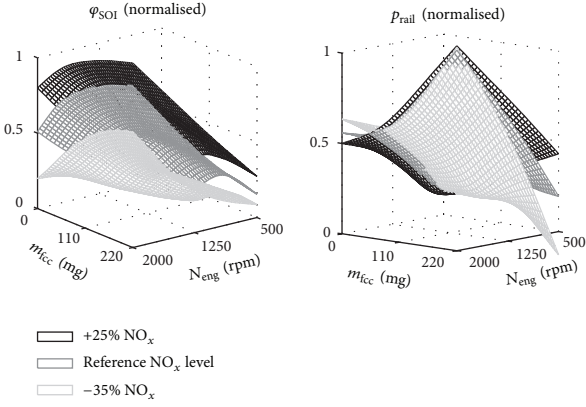 φSOI (normalised)
prail (normalised)
1
0.5
0
0
110
220
2000
1250
500
mfcc (mg)
Neng (rpm)
1
0.5
0
0
110
220
2000
1250
500
mfcc (mg)
Neng (rpm)
+25% NOx
Reference NOx level
−35% NOx